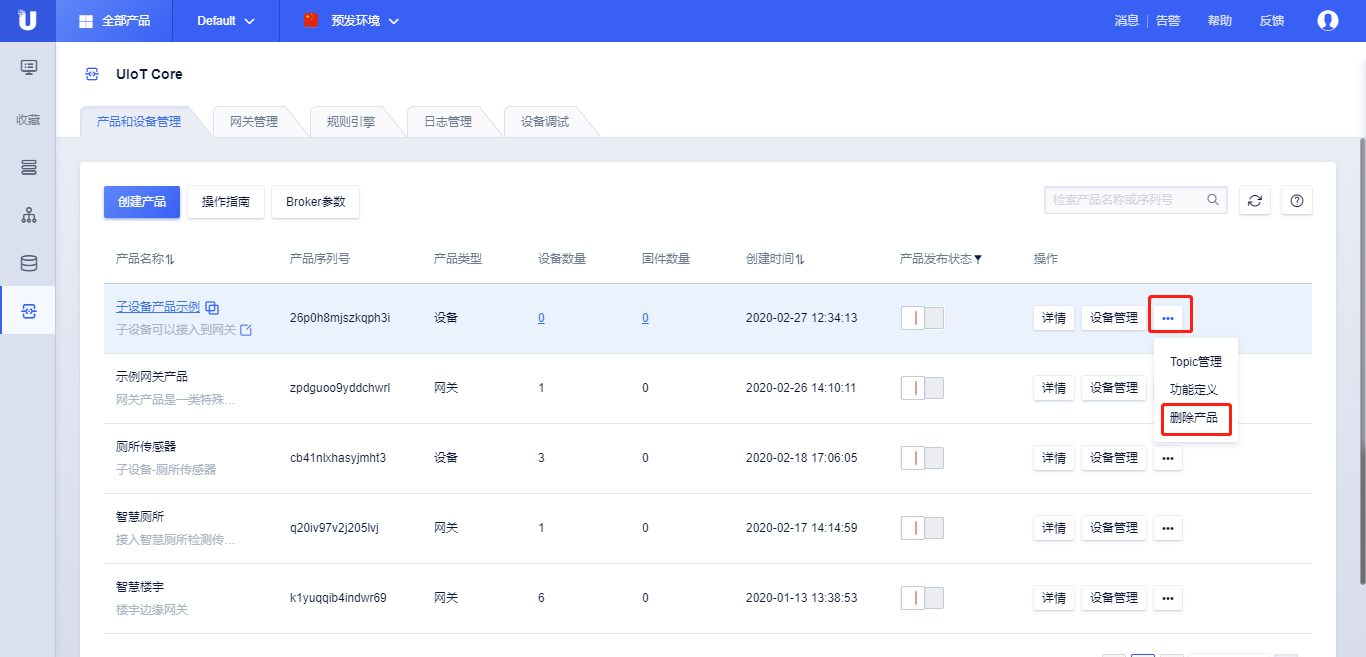 全部产品 Default 预发环境 消息 告警 帮助 反馈
UIoT Core
收藏
产品和设备管理 网关管理 规则引擎 日志管理 设备调试
创建产品 操作指南 Broker参数 检索产品名称或序列号
产品名称 产品序列号 产品类型 设备数量 固件数量 创建时间 产品发布状态 操作
子设备产品示例
子设备可以接入到网关
26p0h8mjszkqph3i 设备 0 0 2020-02-27 12:34:13 详情 设备管理 ...
Topic管理
功能定义
删除产品
示例网关产品
网关产品是一类特殊...
zpdguoo9yddchwrl 网关 1 0 2020-02-26 14:10:11 详情 设备管理
厕所传感器
子设备-厕所传感器
cb41nlxhasyjmht3 设备 3 0 2020-02-18 17:06:05 详情 设备管理 ...
智慧厕所
接入智慧厕所检测传...
q20iv97v2j205lvj 网关 1 0 2020-02-17 14:14:59 详情 设备管理 ...
智慧楼宇
楼宇边缘网关
k1yuqqib4indwr69 网关 6 0 2020-01-13 13:38:53 详情 设备管理 ...